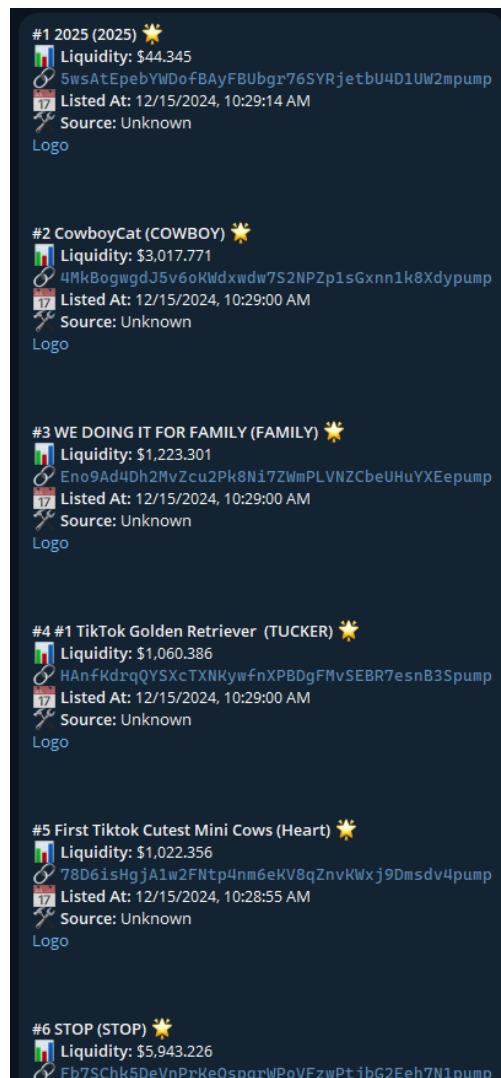 #1 2025 (2025) 🌟
📊 Liquidity: $44.345
🔗 5wsAtEpebYWDofBAyFBUbgr76SYRjetbU4D1UW2mpump
📅 Listed At: 12/15/2024, 10:29:14 AM
🛠 Source: Unknown
Logo
#2 CowboyCat (COWBOY) 🌟
📊 Liquidity: $3,017.771
🔗 4MkBogwgdJ5v6oKWdxwdw7S2NPZp1sGxnn1k8Xdypump
📅 Listed At: 12/15/2024, 10:29:00 AM
🛠 Source: Unknown
Logo
#3 WE DOING IT FOR FAMILY (FAMILY) 🌟
📊 Liquidity: $1,223.301
🔗 Eno9Ad4Dh2MvZcu2Pk8Ni7ZWmPLVNZCbeUHuYXEepump
📅 Listed At: 12/15/2024, 10:29:00 AM
🛠 Source: Unknown
Logo
#4 #1 TikTok Golden Retriever (TUCKER) 🌟
📊 Liquidity: $1,060.386
🔗 HAnfKdrqQYSXcTXNKywfnXPBDgFMvSEBR7esnB3Spump
📅 Listed At: 12/15/2024, 10:29:00 AM
🛠 Source: Unknown
Logo
#5 First Tiktok Cutest Mini Cows (Heart) 🌟
📊 Liquidity: $1,022.356
🔗 78D6isHgjA1w2FNtp4nm6eKV8qZnvKWxj9Dmsdv4pump
📅 Listed At: 12/15/2024, 10:28:55 AM
🛠 Source: Unknown
Logo
#6 STOP (STOP) 🌟
📊 Liquidity: $5,943.226
🔗